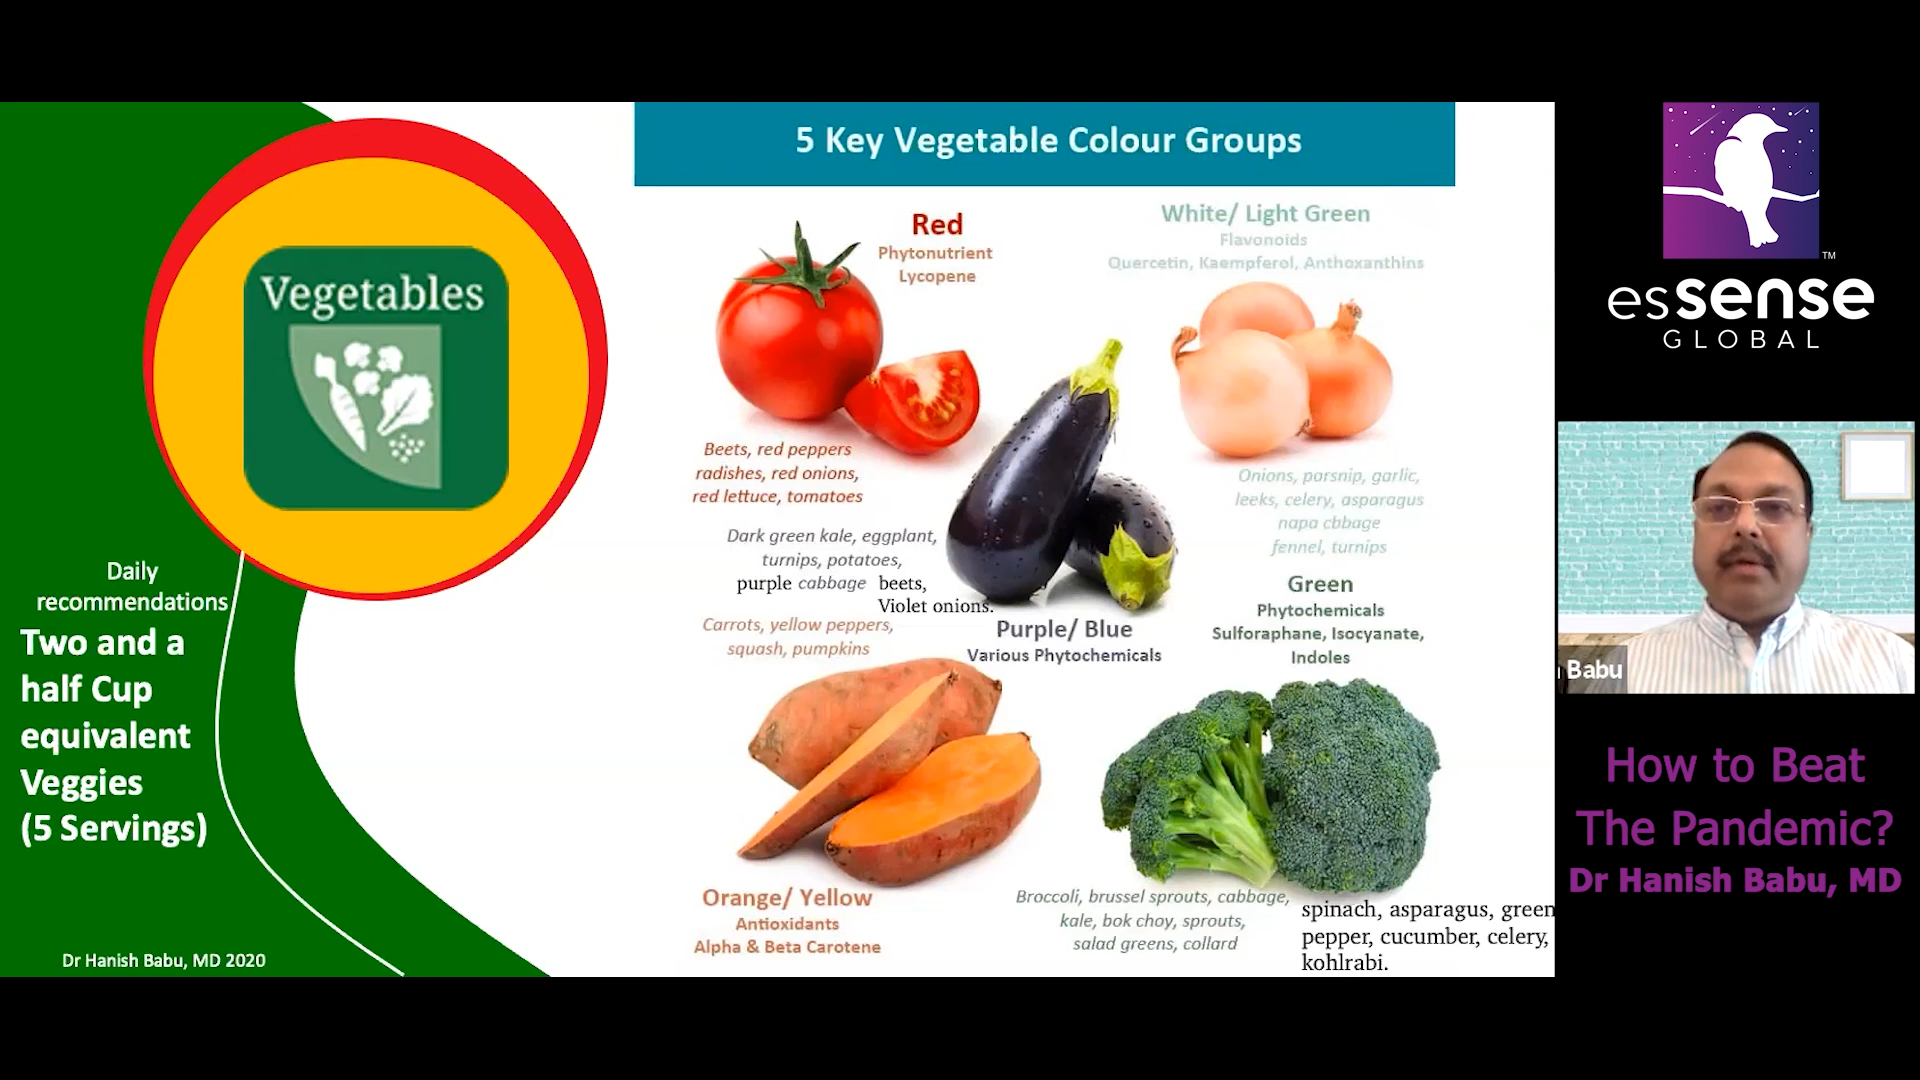 5 Key Vegetable Colour Groups
Vegetables
Daily
recommendations
Two and a
half Cup
equivalent
Veggies
(5 Servings)
Dr Hanish Babu, MD 2020
Red
Phytonutrient
Lycopene
Beets, red peppers
radishes, red onions,
red lettuce, tomatoes
White/ Light Green
Flavonoids
Quercetin, Kaempferol, Anthoxanthins
Onions, parsnip, garlic,
leeks, celery, asparagus
napa cbbage
fennel, turnips
Dark green kale, eggplant,
turnips, potatoes,
purple cabbage beets,
Violet onions.
Purple/ Blue
Various Phytochemicals
Carrots, yellow peppers,
squash, pumpkins
Orange/ Yellow
Antioxidants
Alpha & Beta Carotene
Green
Phytochemicals
Sulforaphane, Isocyanate,
Indoles
Broccoli, brussel sprouts, cabbage,
kale, bok choy, sprouts,
salad greens, collard
spinach, asparagus, green
pepper, cucumber, celery,
kohlrabi.
TM
esSENSE
GLOBAL
Babu
How to Beat
The Pandemic?
Dr Hanish Babu, MD